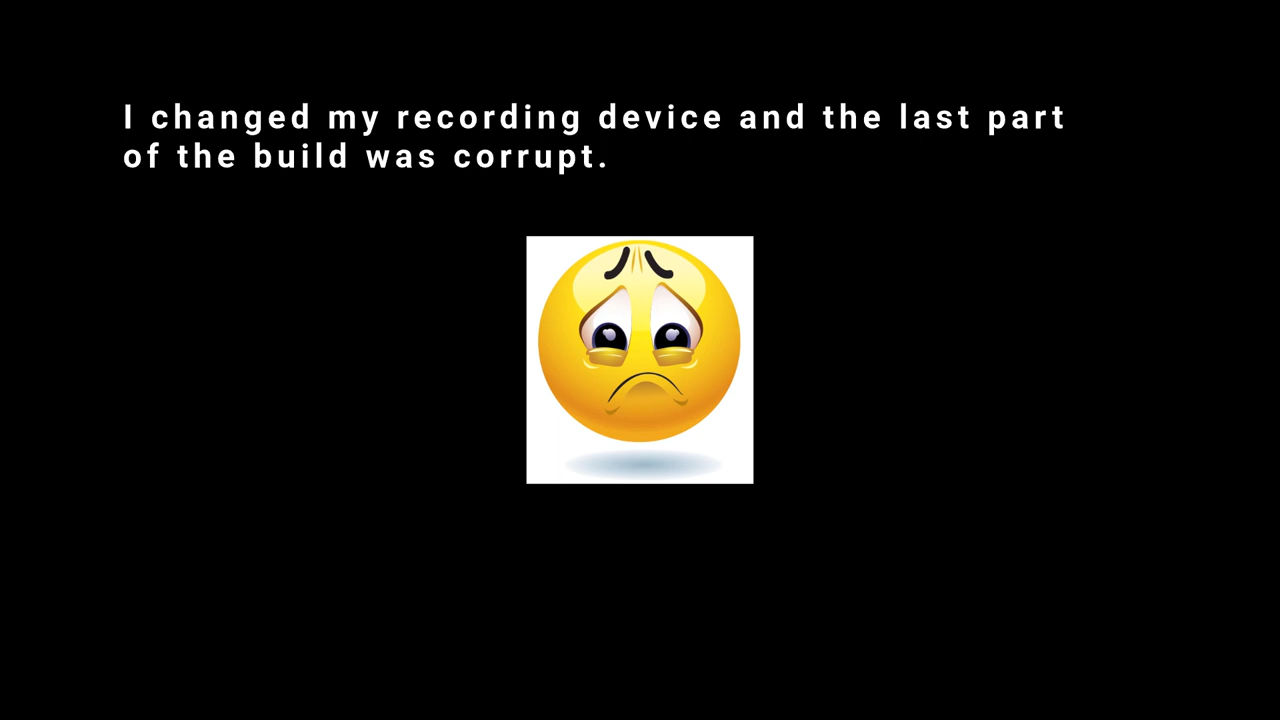 I changed my recording device and the last part
of the build was corrupt.